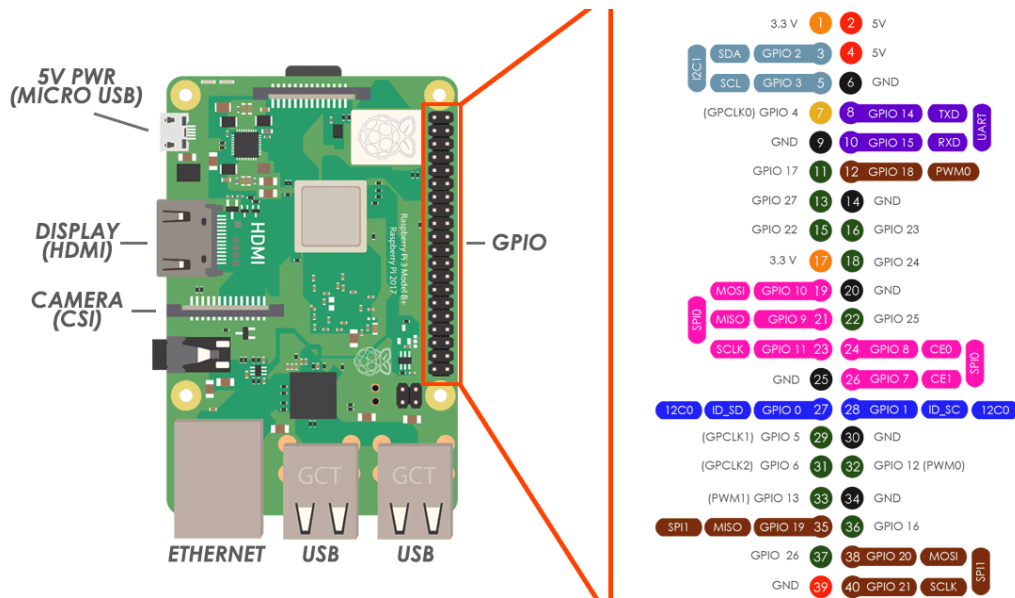 5V PWR
(MICRO USB)
DISPLAY
(HDMI)
CAMERA
(CSI)
HDMI
Raspberry Pi 3 Model B+
Raspberry Pi 2017
GPIO
GCT
GCT
ETHERNET
USB
USB
3.3 V 1 2 5V
I2C1
SDA GPIO 2 3 4 5V
SCL GPIO 3 5 6 GND
(GPCLK0) GPIO 4 7 8 GPIO 14 TXD
UART
GND 9 10 GPIO 15 RXD
GPIO 17 11 12 GPIO 18 PWM0
GPIO 27 13 14 GND
GPIO 22 15 16 GPIO 23
3.3 V 17 18 GPIO 24
MOSI GPIO 10 19 20 GND
SPI0
MISO GPIO 9 21 22 GPIO 25
SCLK GPIO 11 23 24 GPIO 8 CE0
SPI0
GND 25 26 GPIO 7 CE1
12C0 ID_SD GPIO 0 27 28 GPIO 1 ID_SC 12C0
(GPCLK1) GPIO 5 29 30 GND
(GPCLK2) GPIO 6 31 32 GPIO 12 (PWM0)
(PWM1) GPIO 13 33 34 GND
SPI1 MISO GPIO 19 35 36 GPIO 16
GPIO 26 37 38 GPIO 20 MOSI
SPI1
GND 39 40 GPIO 21 SCLK